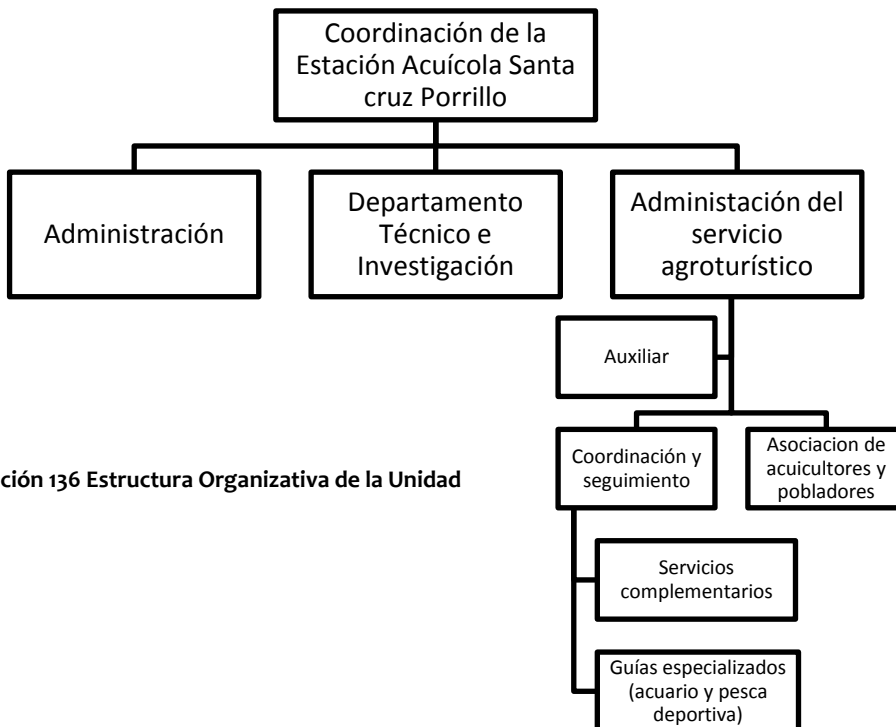 Coordinación de la
Estación Acuícola Santa
cruz Porrillo
Administración
Departamento
Técnico e
Investigación
Administación del
servicio
agroturístico
Auxiliar
Coordinación y
seguimiento
Asociacion de
acuicultores y
pobladores
ción 136 Estructura Organizativa de la Unidad
Servicios
complementarios
Guías especializados
(acuario y pesca
deportiva)